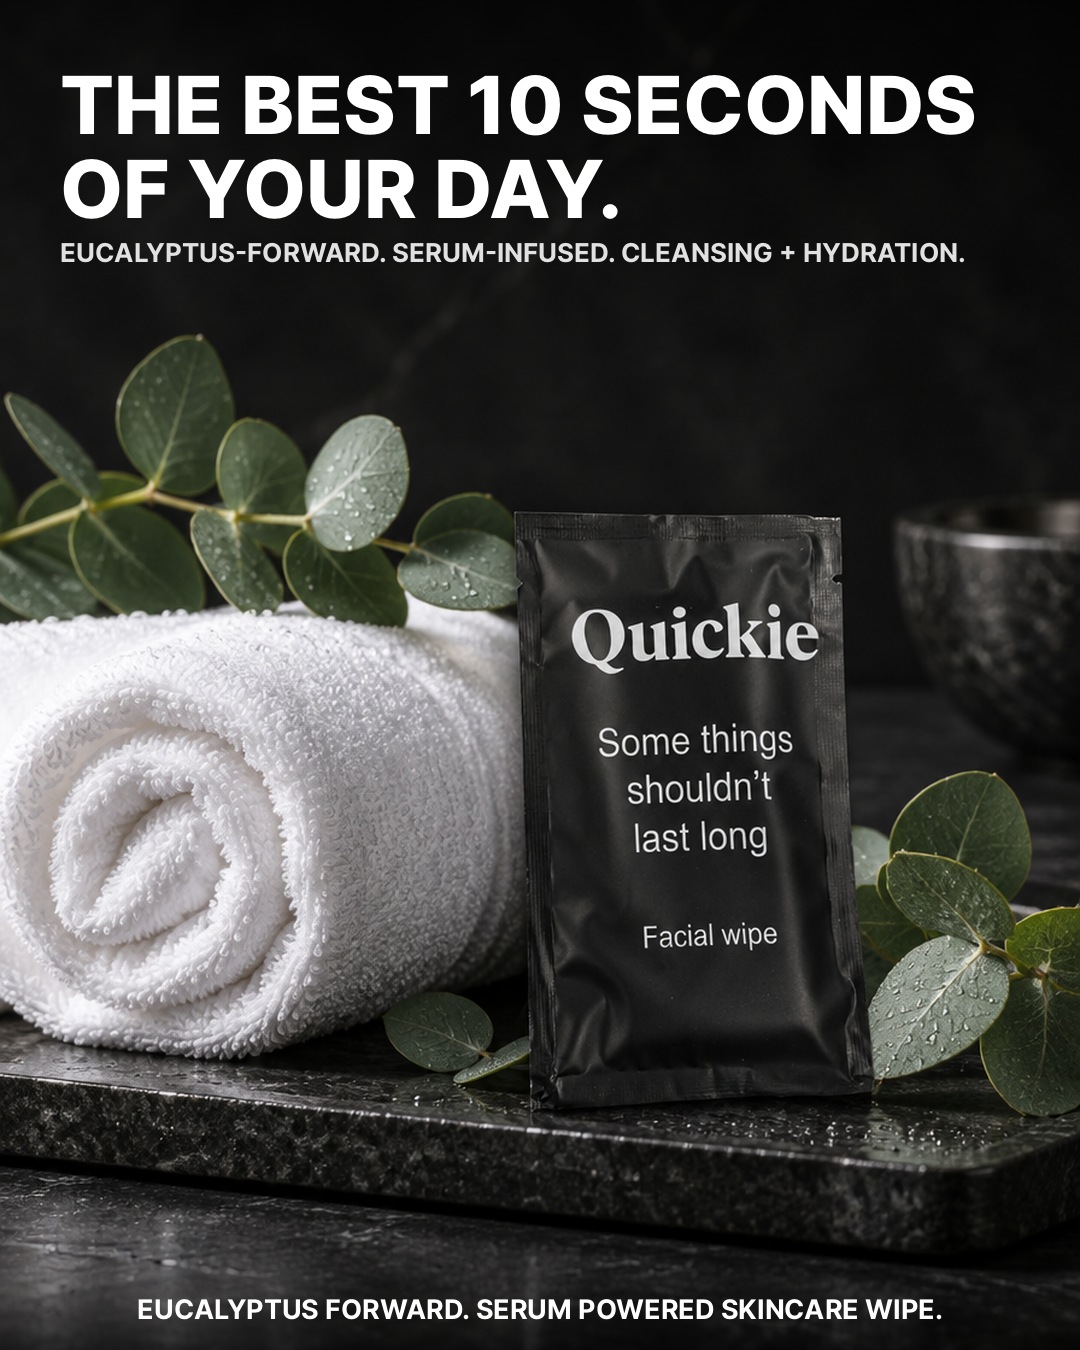 THE BEST 10 SECONDS
OF YOUR DAY.
EUCALYPTUS-FORWARD. SERUM-INFUSED. CLEANSING + HYDRATION.
Quickie
Some things
shouldn't
last long
Facial wipe
EUCALYPTUS FORWARD. SERUM POWERED SKINCARE WIPE.